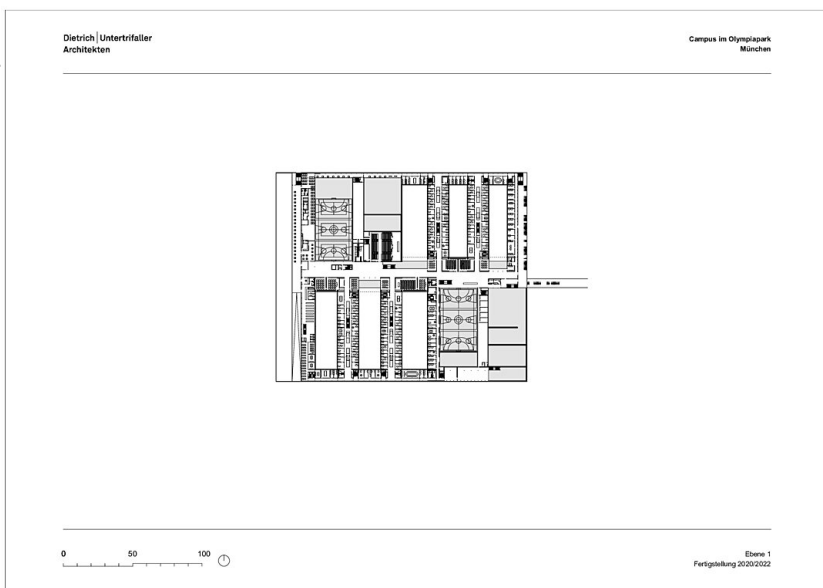 Dietrich | Untertrifaller
Architekten
Campus im Olympiapark
München
0 50 100
Ebene 1
Fertigstellung 2020/2022